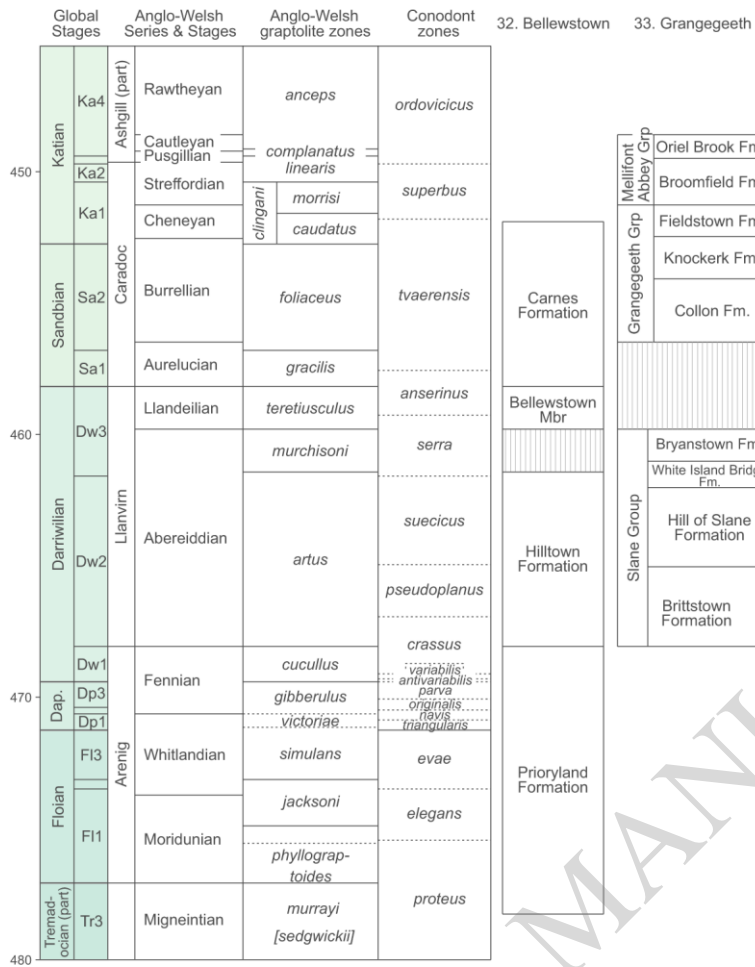 Global
Stages
Anglo-Welsh
Series & Stages
Anglo-Welsh
graptolite zones
Conodont
zones
32. Bellewstown
33. Grangegeeth
450
460
470
480
Katian
Sandbian
Darriwilian
Dap.
Floian
Tremad-
ocian (part)
Ka4
Ka2
Ka1
Sa2
Sa1
Dw3
Dw2
Dw1
Dp3
Dp1
Fl3
Fl1
Tr3
Ashgill (part)
Caradoc
Llanvirn
Arenig
Rawtheyan
Cautleyan
Pusgillian
Streffordian
Cheneyan
Burrellian
Aurelucian
Llandeilian
Abereiddian
Fennian
Whitlandian
Moridunian
Migneintian
anceps
complanatus
linearis
clingani
morrisi
caudatus
foliaceus
gracilis
teretiusculus
murchisoni
artus
cucullus
gibberulus
victoriae
simulans
jacksoni
phyllograp-
toides
murrayi
[sedgwickii]
ordovicicus
superbus
tvaerensis
anserinus
serra
suecicus
pseudoplanus
crassus
variabilis
antivariabilis
parva
originalis
navis
triangularis
evae
elegans
proteus
Carnes
Formation
Bellewstown
Mbr
Hilltown
Formation
Prioryland
Formation
Mellifont
Abbey Grp
Grangegeeth Grp
Slane Group
Oriel Brook Fm
Broomfield Fm
Fieldstown Fm
Knockerk Fm
Collon Fm.
Bryanstown Fm
White Island Bridg
Fm.
Hill of Slane
Formation
Brittstown
Formation
MANU